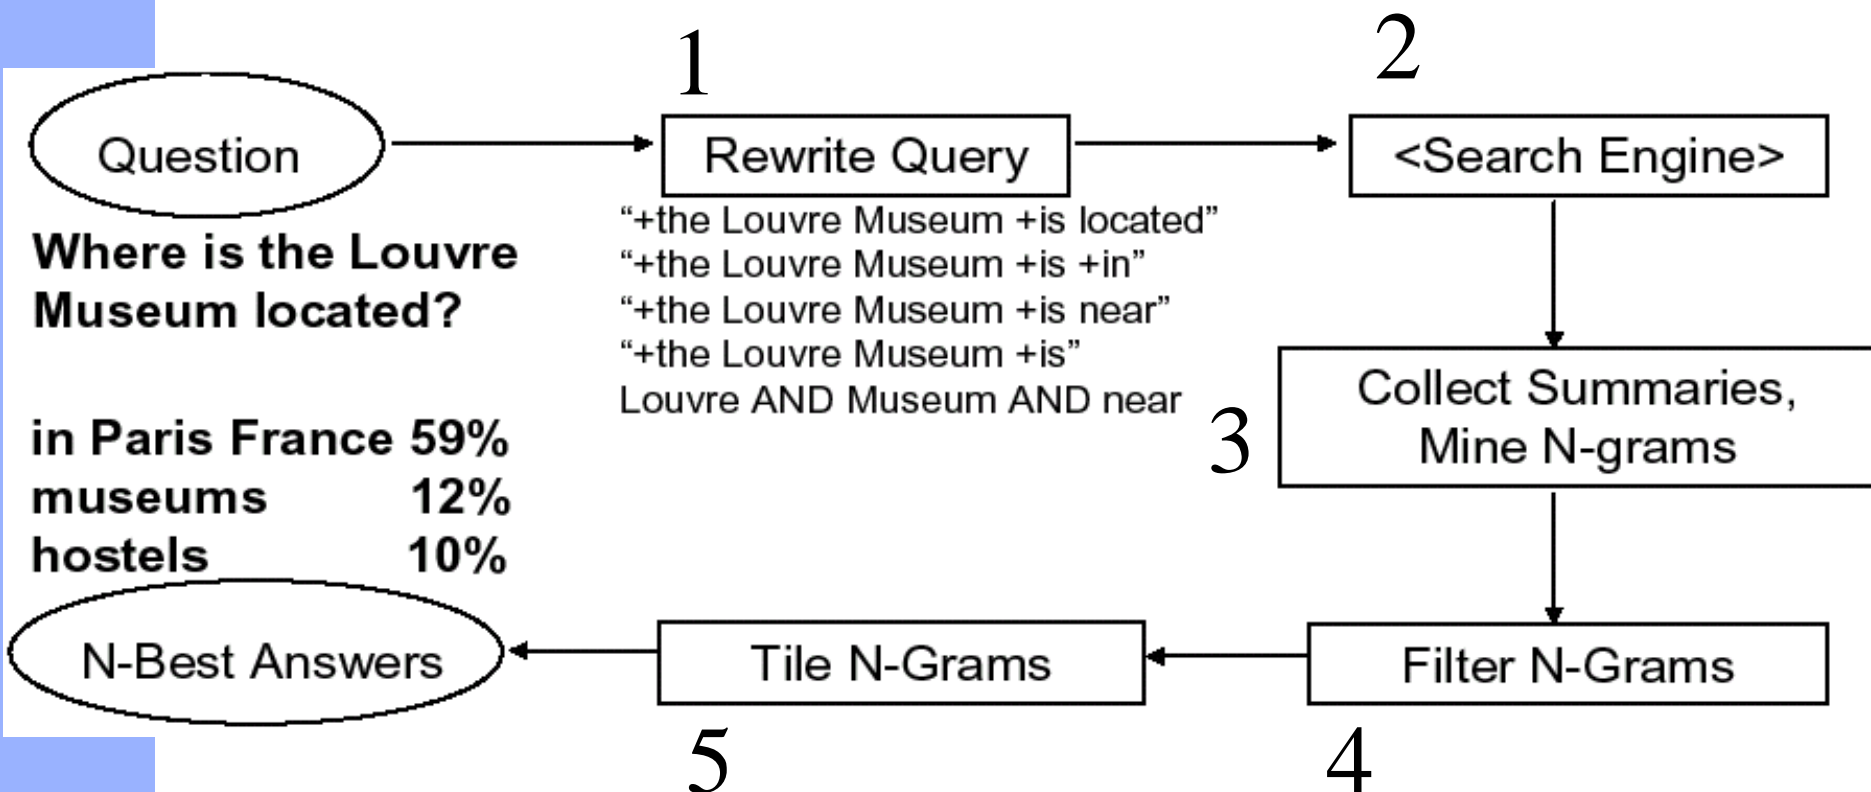 1
2
Question
Rewrite Query
<Search Engine>
Where is the Louvre
Museum located?
“+the Louvre Museum +is located”
“+the Louvre Museum +is +in”
“+the Louvre Museum +is near”
“+the Louvre Museum +is”
Louvre AND Museum AND near
3
Collect Summaries,
Mine N-grams
in Paris France 59%
museums 12%
hostels 10%
N-Best Answers
Tile N-Grams
Filter N-Grams
5
4